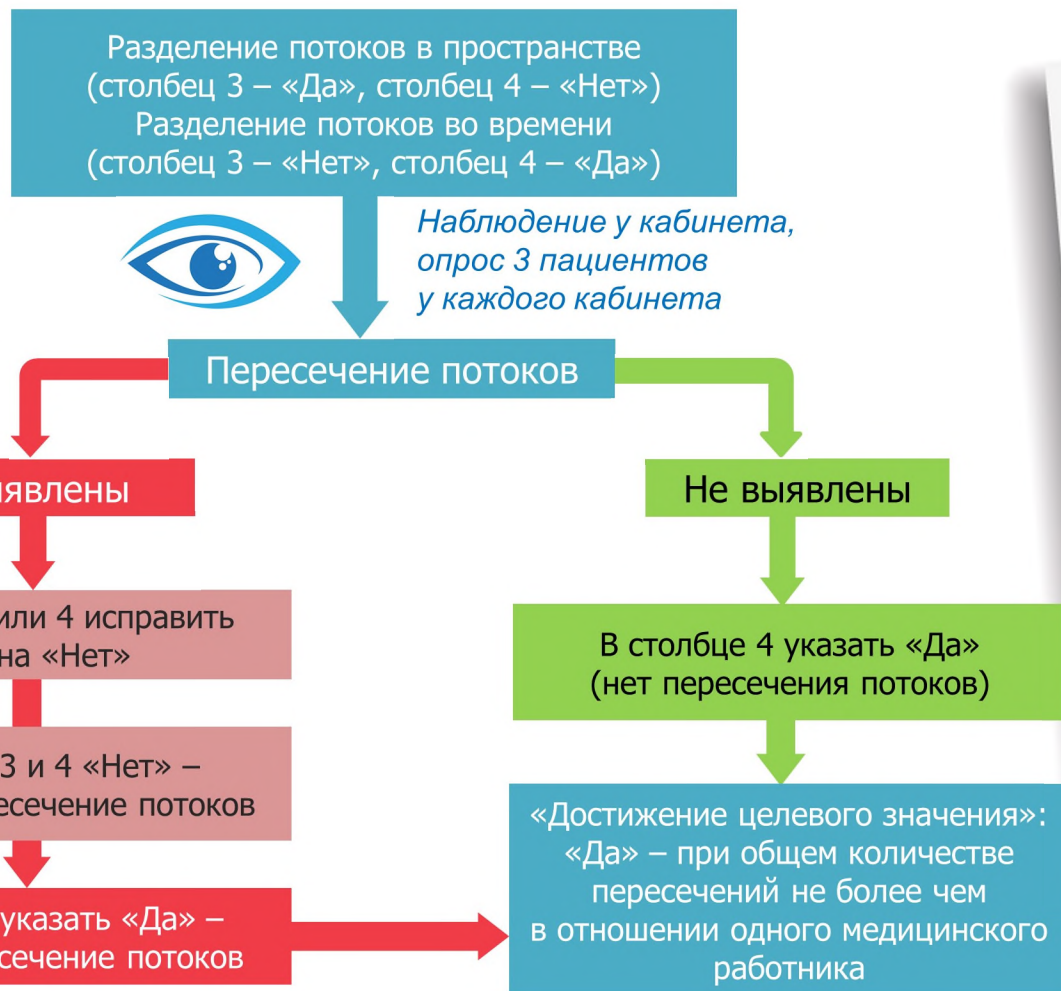 Разделение потоков в пространстве
(столбец 3 – «Да», столбец 4 – «Нет»)
Разделение потоков во времени
(столбец 3 – «Нет», столбец 4 – «Да»)
Наблюдение у кабинета,
опрос 3 пациентов
у каждого кабинета
Пересечение потоков
явлены
Не выявлены
или 4 исправить
на «Нет»
В столбце 4 указать «Да»
(нет пересечения потоков)
3 и 4 «Нет» –
ресечение потоков
«Достижение целевого значения»:
«Да» – при общем количестве
пересечений не более чем
в отношении одного медицинского
работника
указать «Да» –
сечение потоков